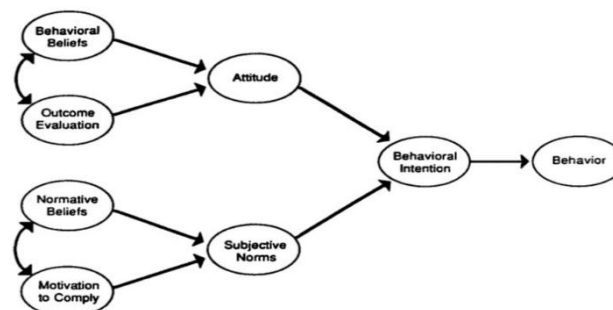 Behavioral
Beliefs
Attitude
Outcome
Evaluation
Behavioral
Intention
Behavior
Normative
Beliefs
Subjective
Norms
Motivation
to Comply